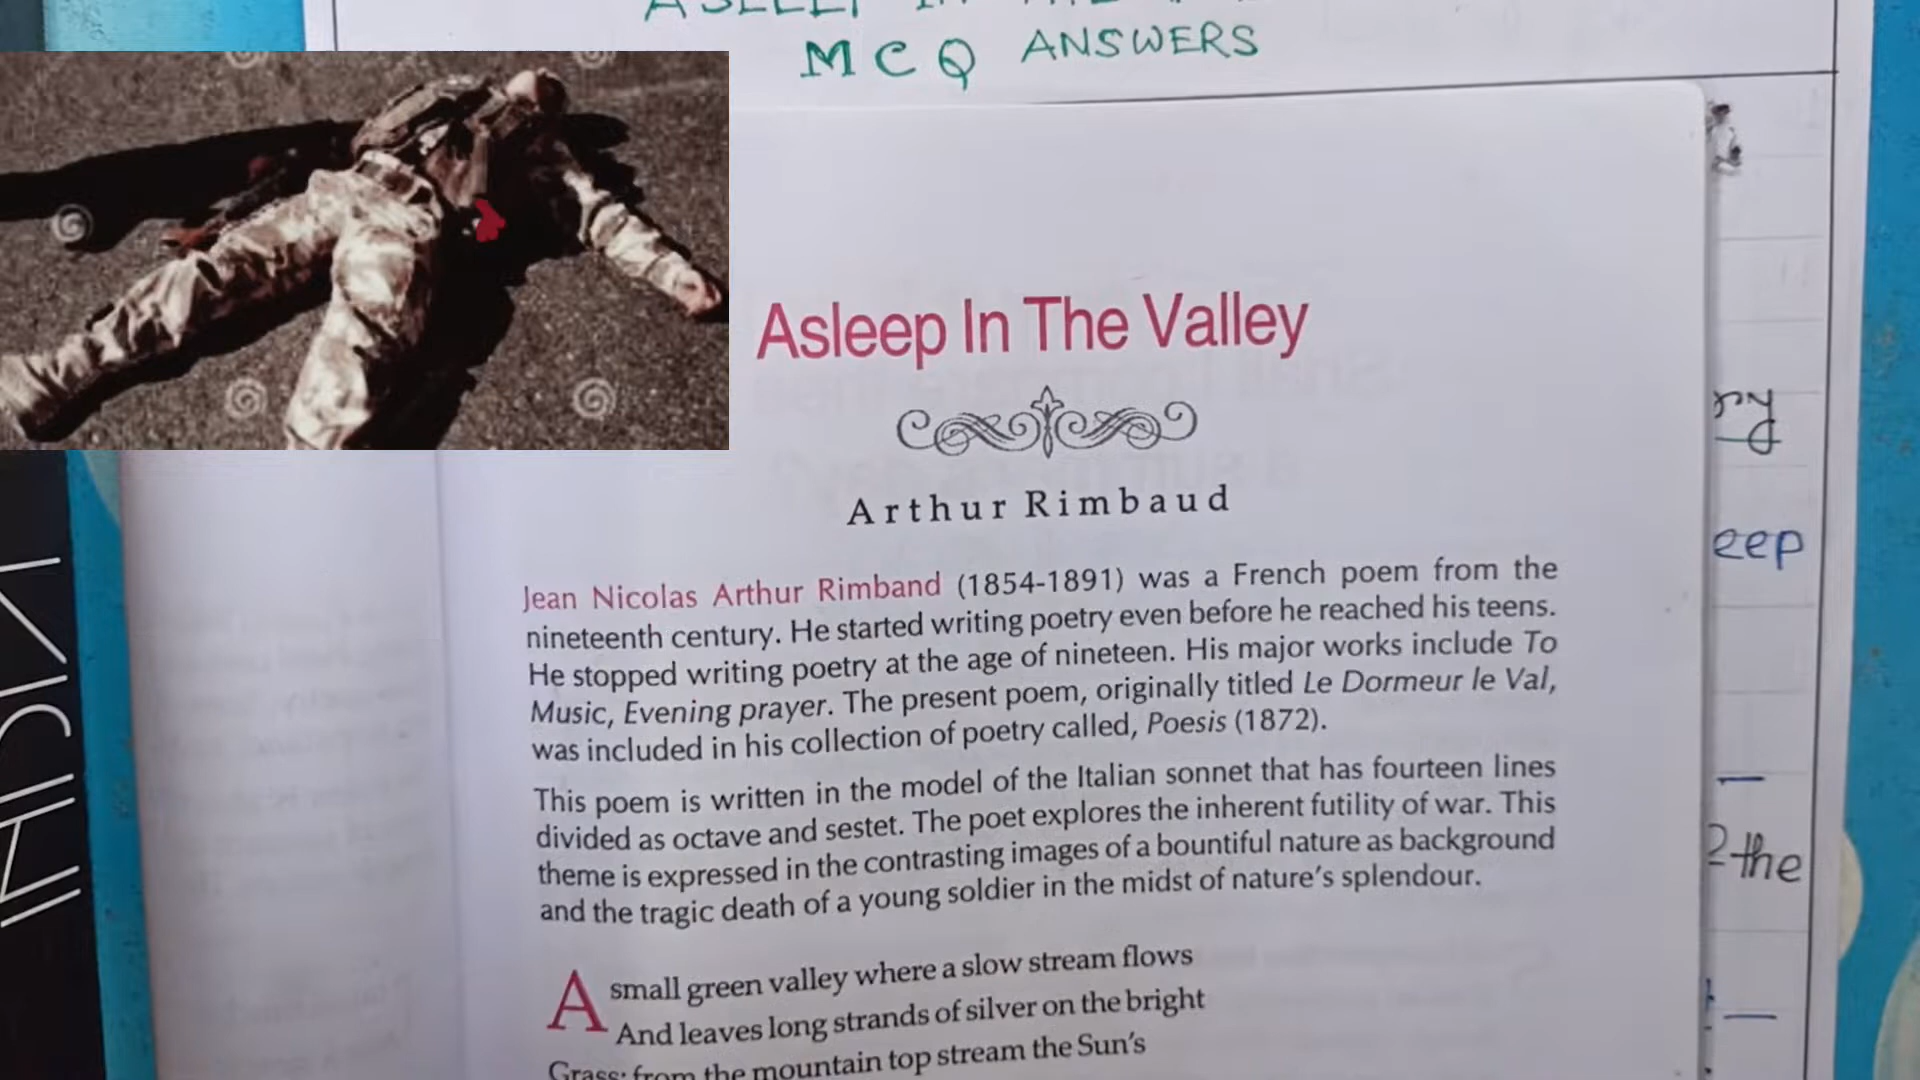 MCQ ANSWERS
Asleep In The Valley
Arthur Rimbaud
Jean Nicolas Arthur Rimband (1854-1891) was a French poem from the
nineteenth century. He started writing poetry even before he reached his teens.
He stopped writing poetry at the age of nineteen. His major works include To
Music, Evening prayer. The present poem, originally titled Le Dormeur le Val,
was included in his collection of poetry called, Poesis (1872).
This poem is written in the model of the Italian sonnet that has fourteen lines
divided as octave and sestet. The poet explores the inherent futility of war. This
theme is expressed in the contrasting images of a bountiful nature as background
and the tragic death of a young soldier in the midst of nature's splendour.
A small green valley where a slow stream flows
And leaves long strands of silver on the bright
Grass; from the mountain top stream the Sun's
eep
? the